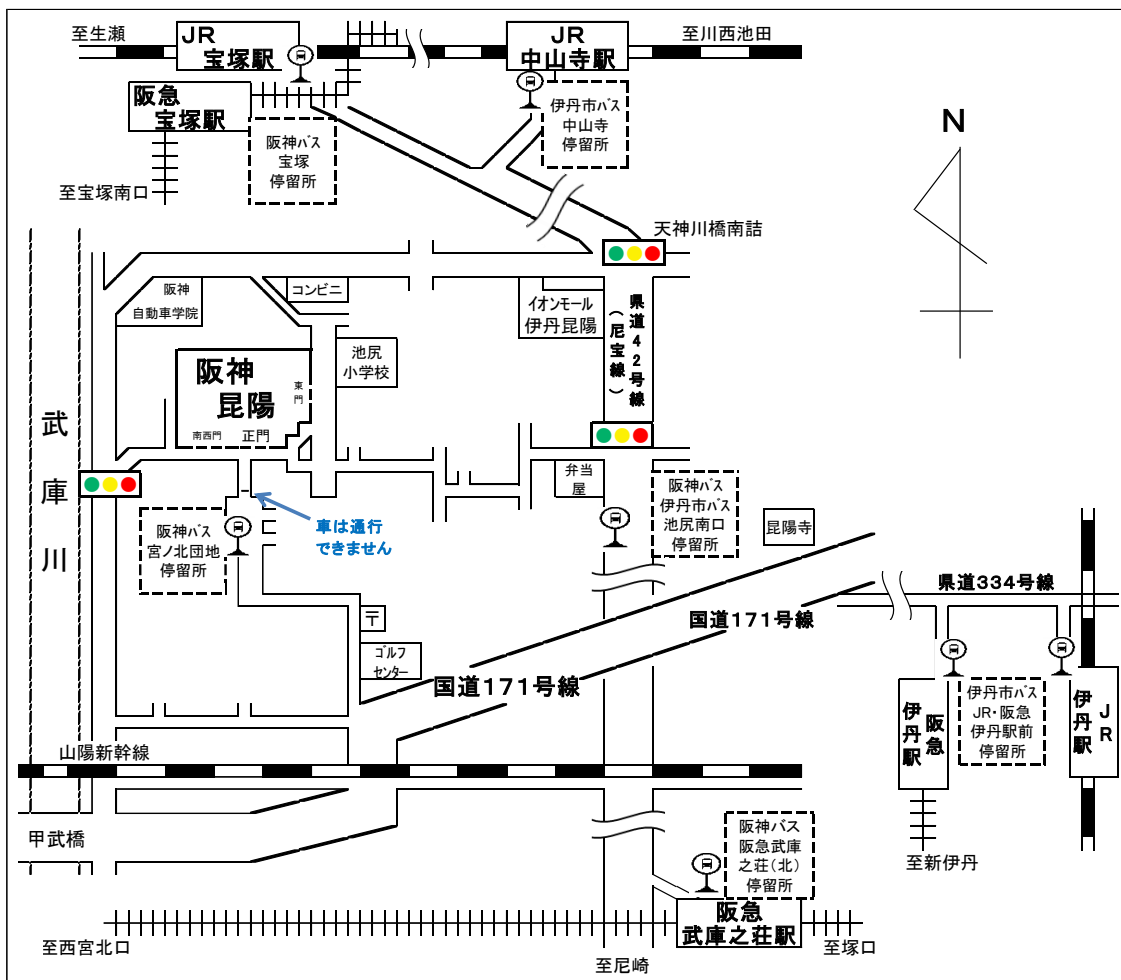 至生瀬
JR
宝塚駅
JR
中山寺駅
至川西池田
阪急
宝塚駅
阪神バス
宝塚
停留所
伊丹市バス
中山寺
停留所
N
至宝塚南口
天神川橋南詰
阪神
自動車学院
コンビニ
イオンモール
伊丹昆陽
県道42号線
(尼宝線)
池尻
小学校
阪神
昆陽
東門
南西門
正門
武庫川
弁当
屋
阪神バス
伊丹市バス
池尻南口
停留所
昆陽寺
阪神バス
宮ノ北団地
停留所
車は通行
できません
県道334号線
国道171号線
〒
ゴルフ
センター
国道171号線
阪急
伊丹駅
伊丹市バス
JR・阪急
伊丹駅前
停留所
JR
伊丹駅
山陽新幹線
甲武橋
阪神バス
阪急武庫
之荘(北)
停留所
至新伊丹
阪急
武庫之荘駅
至西宮北口
至塚口
至尼崎